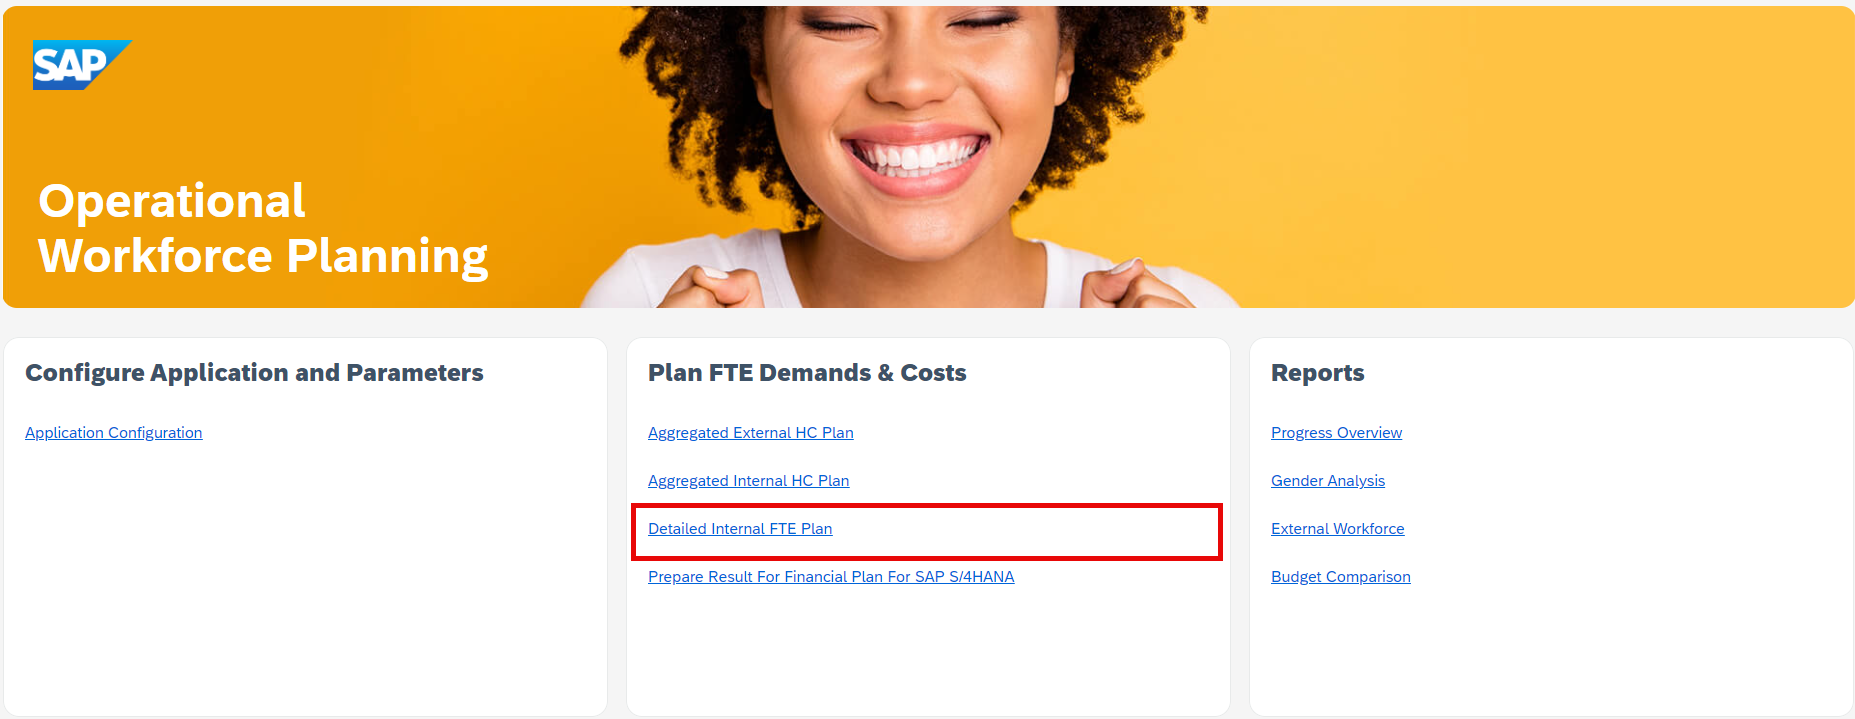 SAP
Operational
Workforce Planning
Configure Application and Parameters
Application Configuration
Plan FTE Demands & Costs
Aggregated External HC Plan
Aggregated Internal HC Plan
Detailed Internal FTE Plan
Prepare Result For Financial Plan For SAP S/4HANA
Reports
Progress Overview
Gender Analysis
External Workforce
Budget Comparison